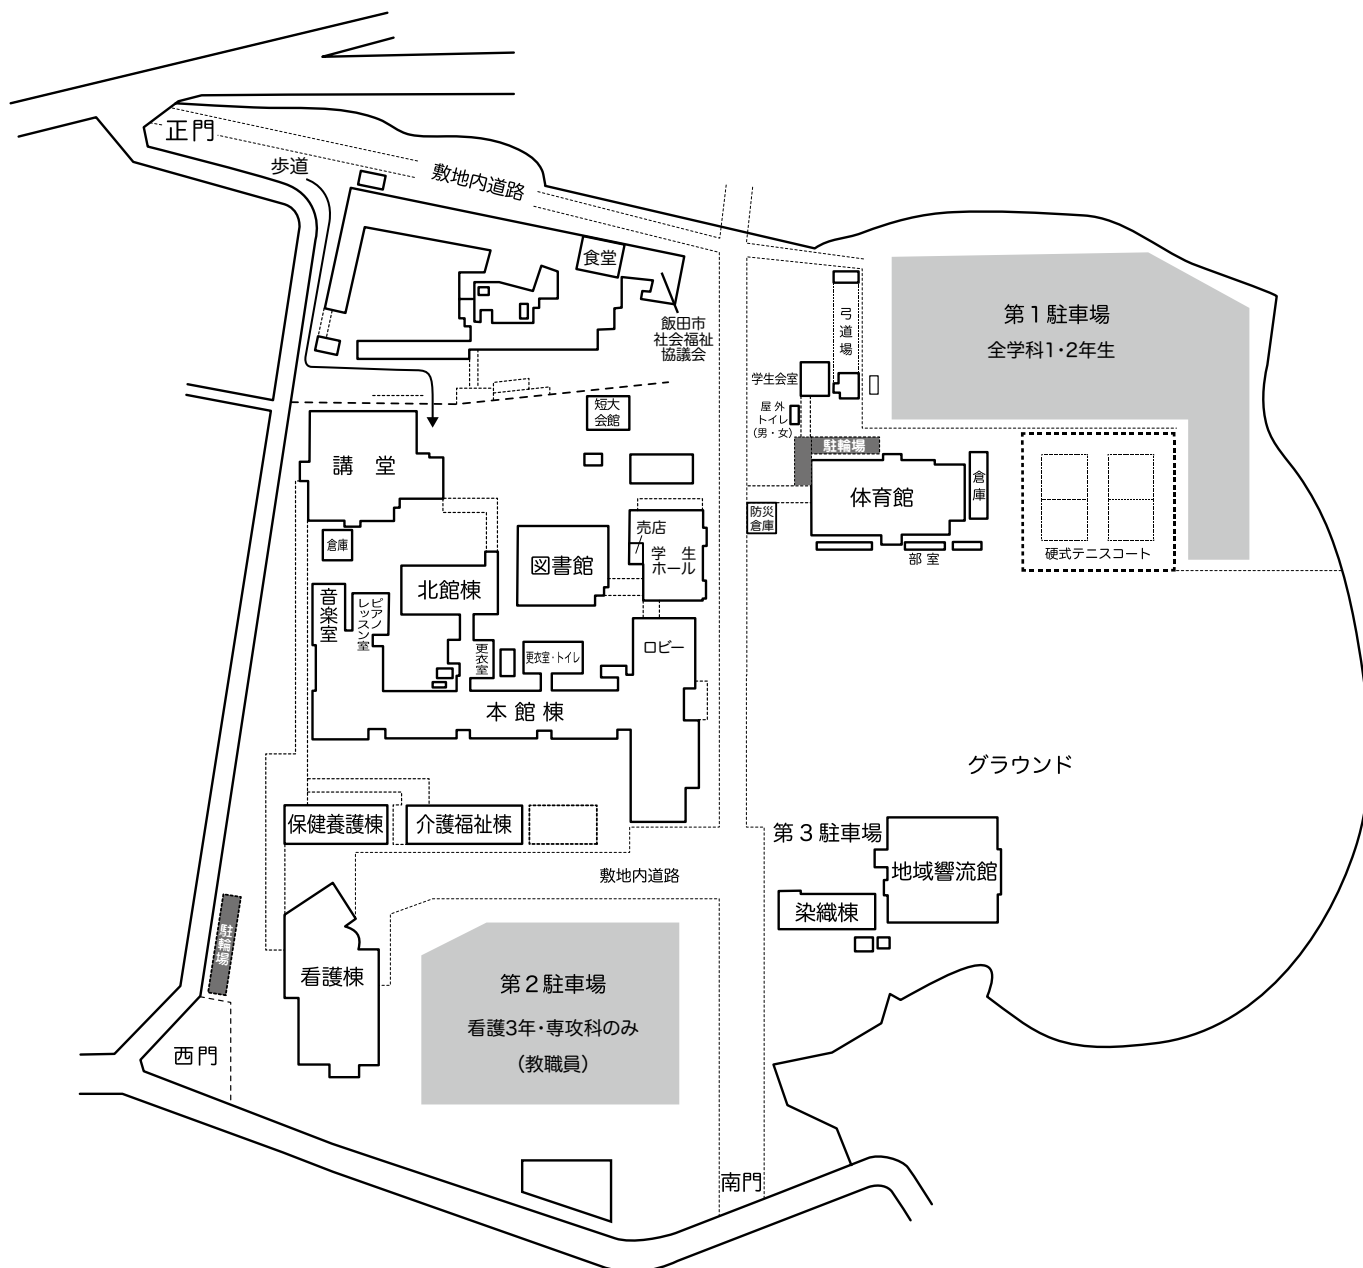 正門
歩道
敷地内道路
食堂
飯田市
社会福祉
協議会
弓道場
第1駐車場
全学科1・2年生
学生会室
屋外
トイレ
(男・女)
短大
会館
駐輪場
講 堂
体育館
倉庫
防災
倉庫
硬式テニスコート
部室
倉庫
売店
学 生
ホール
図書館
北館棟
音楽室
ピアノ
レッスン室
更衣室
更衣室・トイレ
ロビー
本館棟
グラウンド
保健養護棟
介護福祉棟
第3駐車場
地域響流館
敷地内道路
染織棟
駐輪場
看護棟
第2駐車場
看護3年・専攻科のみ
(教職員)
西門
南門